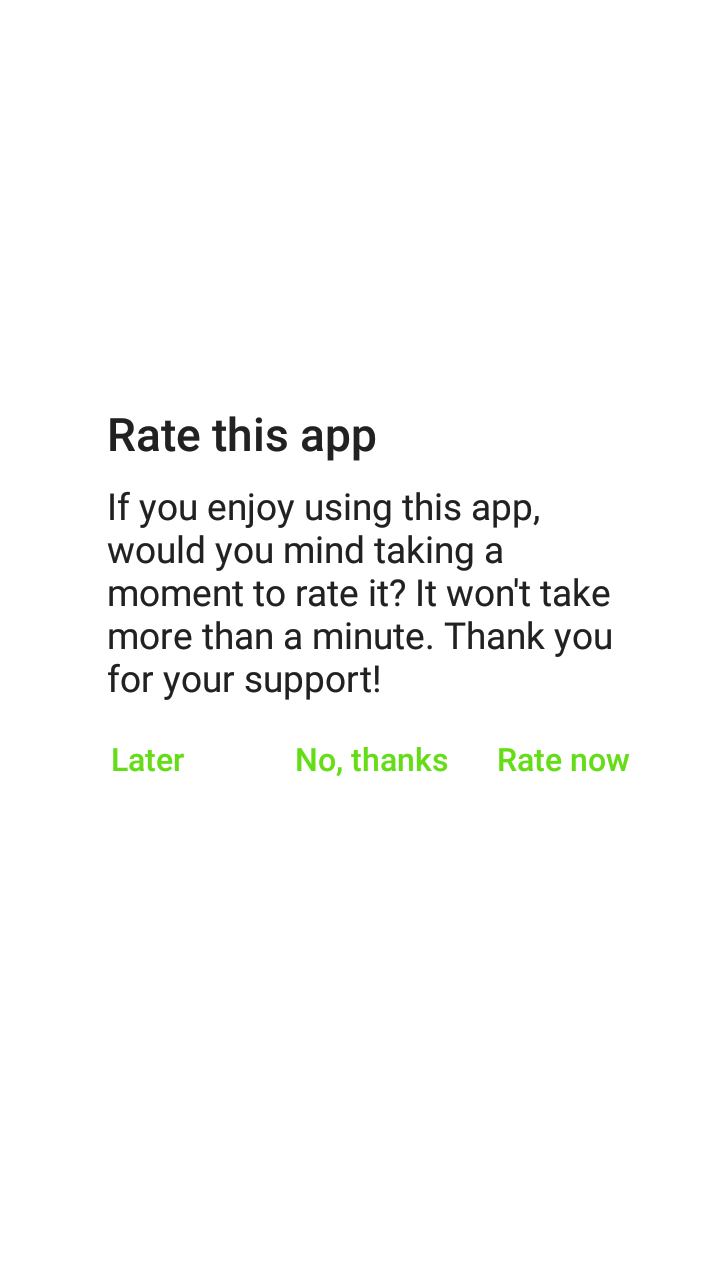 Rate this app
If you enjoy using this app,
would you mind taking a
moment to rate it? It won't take
more than a minute. Thank you
for your support!
Later No, thanks Rate now